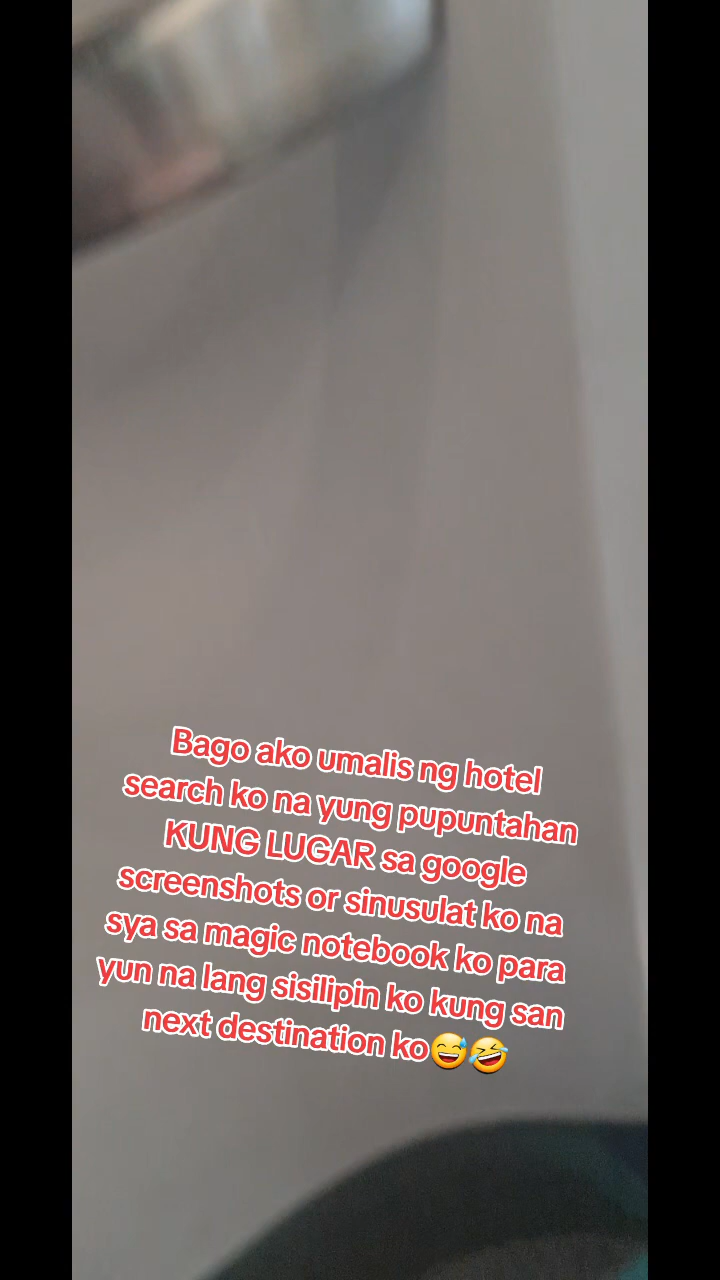 Bago ako umalis ng hotel
search ko na yung pupuntahan
KUNG LUGAR sa google
screenshots or sinusulat ko na
sya sa magic notebook ko para
yun na lang sisilipin ko kung san
next destination ko😅🤣